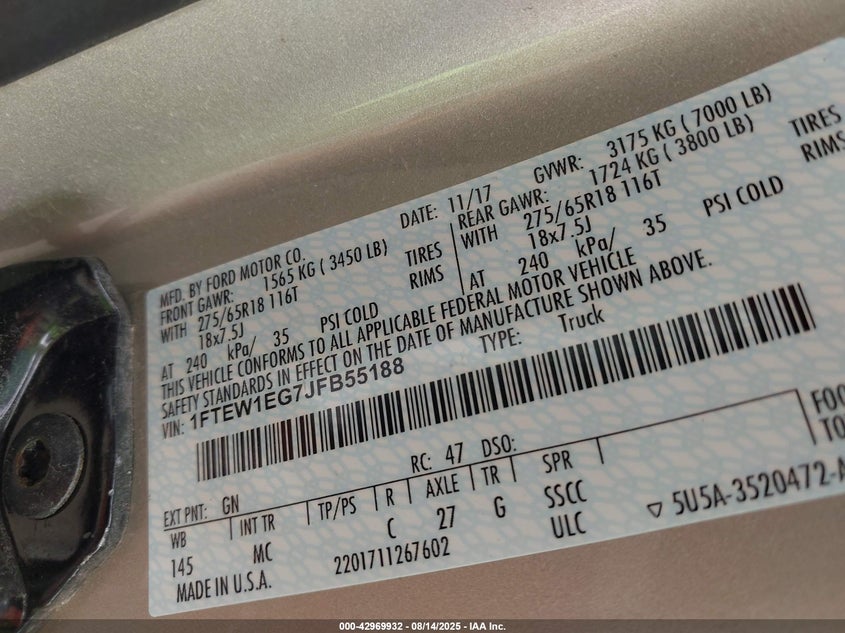 MFD. BY FORD MOTOR CO.
DATE: 11/17
GVWR: 3175 KG ( 7000 LB)
FRONT GAWR: 1565 KG ( 3450 LB)
REAR GAWR: 1724 KG ( 3800 LB)
WITH 275/65R18 116T TIRES
WITH 275/65R18 116T TIRES
18x7.5J RIMS
18x7.5J RIMS
AT 240 kPa/ 35 PSI COLD
AT 240 kPa/ 35 PSI COLD
THIS VEHICLE CONFORMS TO ALL APPLICABLE FEDERAL MOTOR VEHICLE
SAFETY STANDARDS IN EFFECT ON THE DATE OF MANUFACTURE SHOWN ABOVE.
VIN: 1FTEW1EG7JFB55188
TYPE: Truck
RC: 47 DSO:
EXT PNT: GN
WB INT TR TP/PS R AXLE TR SPR
145 MC C 27 G SSCC
MADE IN U.S.A. 2201711267602 ULC
5U5A-3520472-A
000-42969932 - 08/14/2025 - IAA Inc.